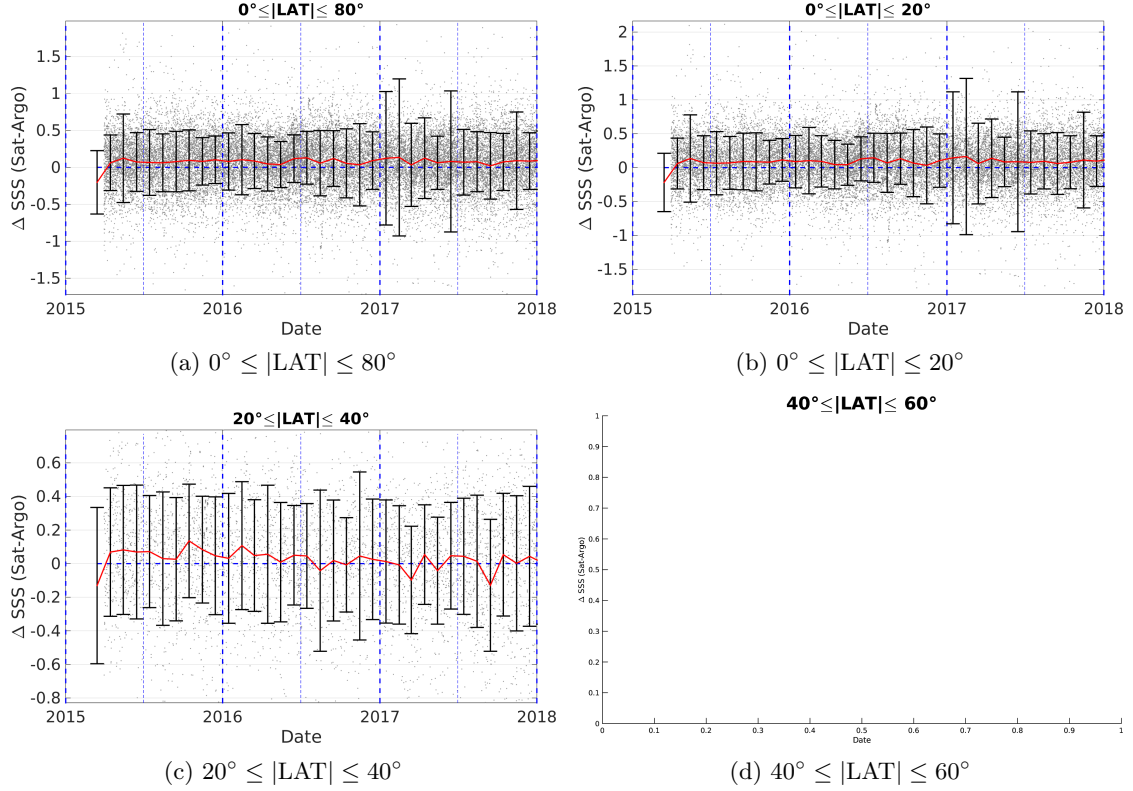 0°≤|LAT|≤ 80°
Δ SSS (Sat-Argo)
1.5
1
0.5
0
-0.5
-1
-1.5
2015 2016 2017 2018
Date
(a) 0° ≤ |LAT| ≤ 80°
0°≤|LAT|≤ 20°
Δ SSS (Sat-Argo)
2
1.5
1
0.5
0
-0.5
-1
-1.5
2015 2016 2017 2018
Date
(b) 0° ≤ |LAT| ≤ 20°
20°≤|LAT|≤ 40°
Δ SSS (Sat-Argo)
0.6
0.4
0.2
0
-0.2
-0.4
-0.6
-0.8
2015 2016 2017 2018
Date
(c) 20° ≤ |LAT| ≤ 40°
40°≤|LAT|≤ 60°
Δ SSS (Sat-Argo)
1
0.9
0.8
0.7
0.6
0.5
0.4
0.3
0.2
0.1
0
0 0.1 0.2 0.3 0.4 0.5 0.6 0.7 0.8 0.9 1
Date
(d) 40° ≤ |LAT| ≤ 60°